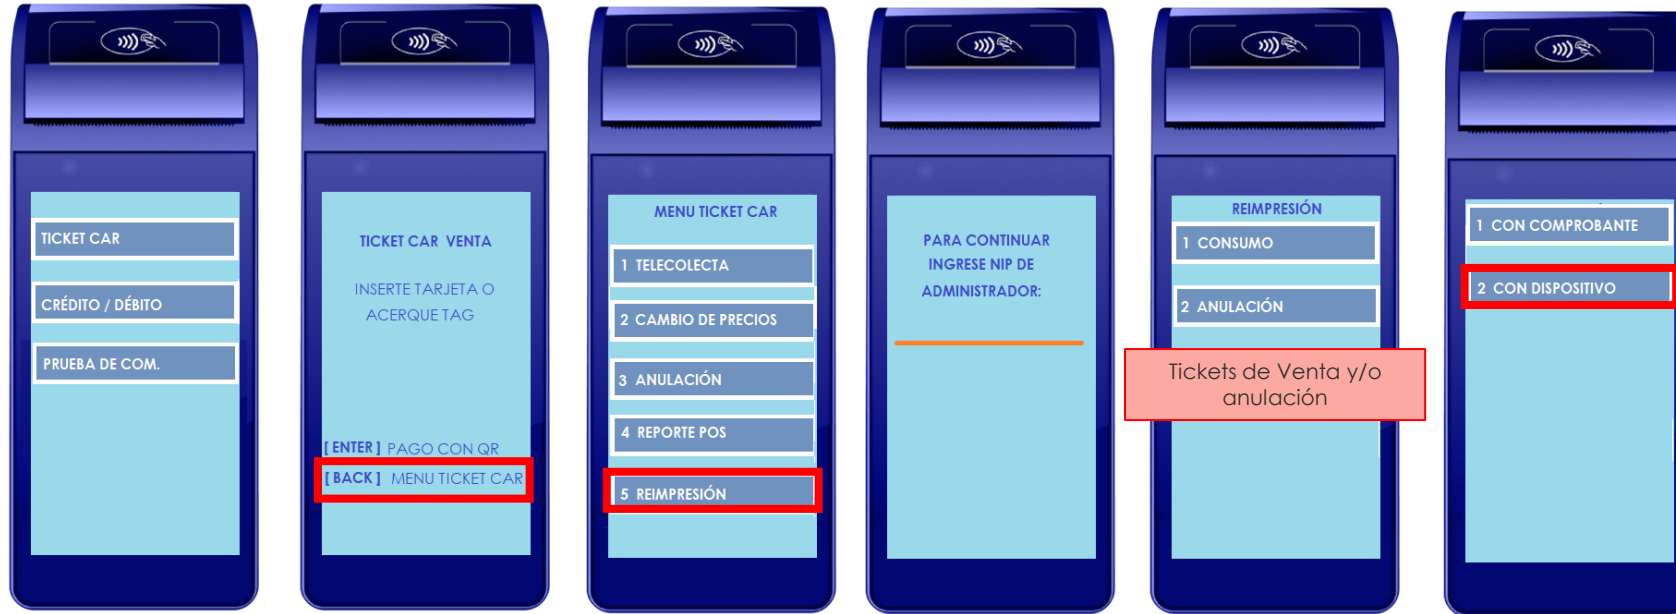 TICKET CAR
CRÉDITO / DÉBITO
PRUEBA DE COM.
TICKET CAR VENTA
INSERTE TARJETA O
ACERQUE TAG
[ ENTER ] PAGO CON QR
[ BACK ] MENU TICKET CAR
MENU TICKET CAR
1 TELECOLECTA
2 CAMBIO DE PRECIOS
3 ANULACIÓN
4 REPORTE POS
5 REIMPRESIÓN
PARA CONTINUAR
INGRESE NIP DE
ADMINISTRADOR:
REIMPRESIÓN
1 CONSUMO
2 ANULACIÓN
Tickets de Venta y/o
anulación
1 CON COMPROBANTE
2 CON DISPOSITIVO